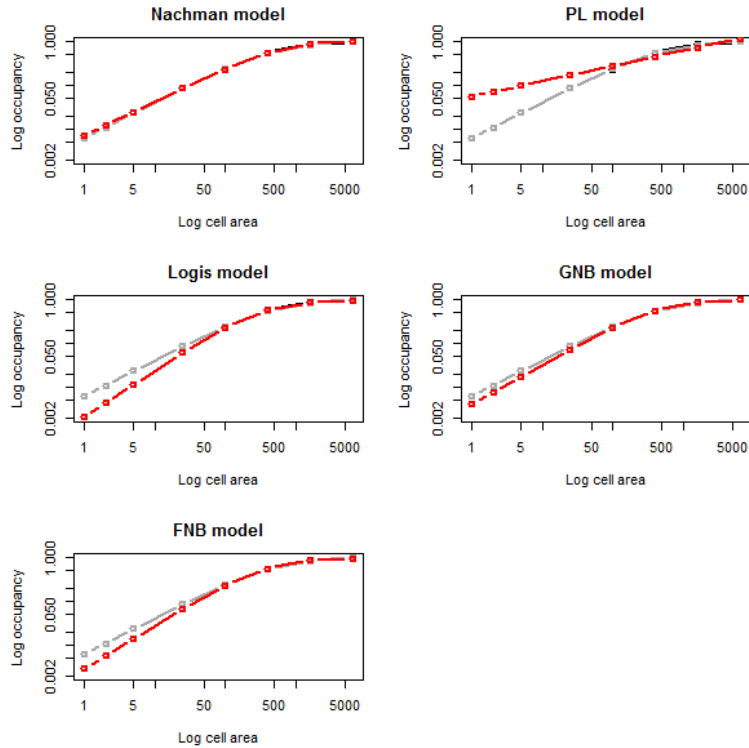 Nachman model
Log occupancy
1.000
0.050
0.002
1 5 50 500 5000
Log cell area
PL model
Log occupancy
1.000
0.050
0.002
1 5 50 500 5000
Log cell area
Logis model
Log occupancy
1.000
0.050
0.002
1 5 50 500 5000
Log cell area
GNB model
Log occupancy
1.000
0.050
0.002
1 5 50 500 5000
Log cell area
FNB model
Log occupancy
1.000
0.050
0.002
1 5 50 500 5000
Log cell area